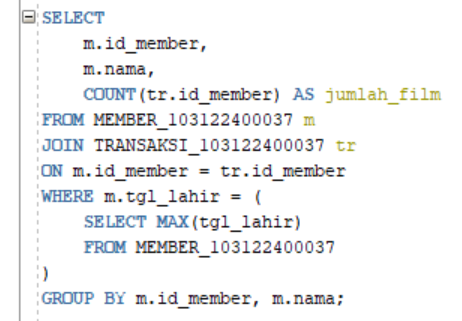 SELECT
m.id_member,
m.nama,
COUNT(tr.id_member) AS jumlah_film
FROM MEMBER_103122400037 m
JOIN TRANSAKSI_103122400037 tr
ON m.id_member = tr.id_member
WHERE m.tgl_lahir = (
SELECT MAX(tgl_lahir)
FROM MEMBER_103122400037
)
GROUP BY m.id_member, m.nama;